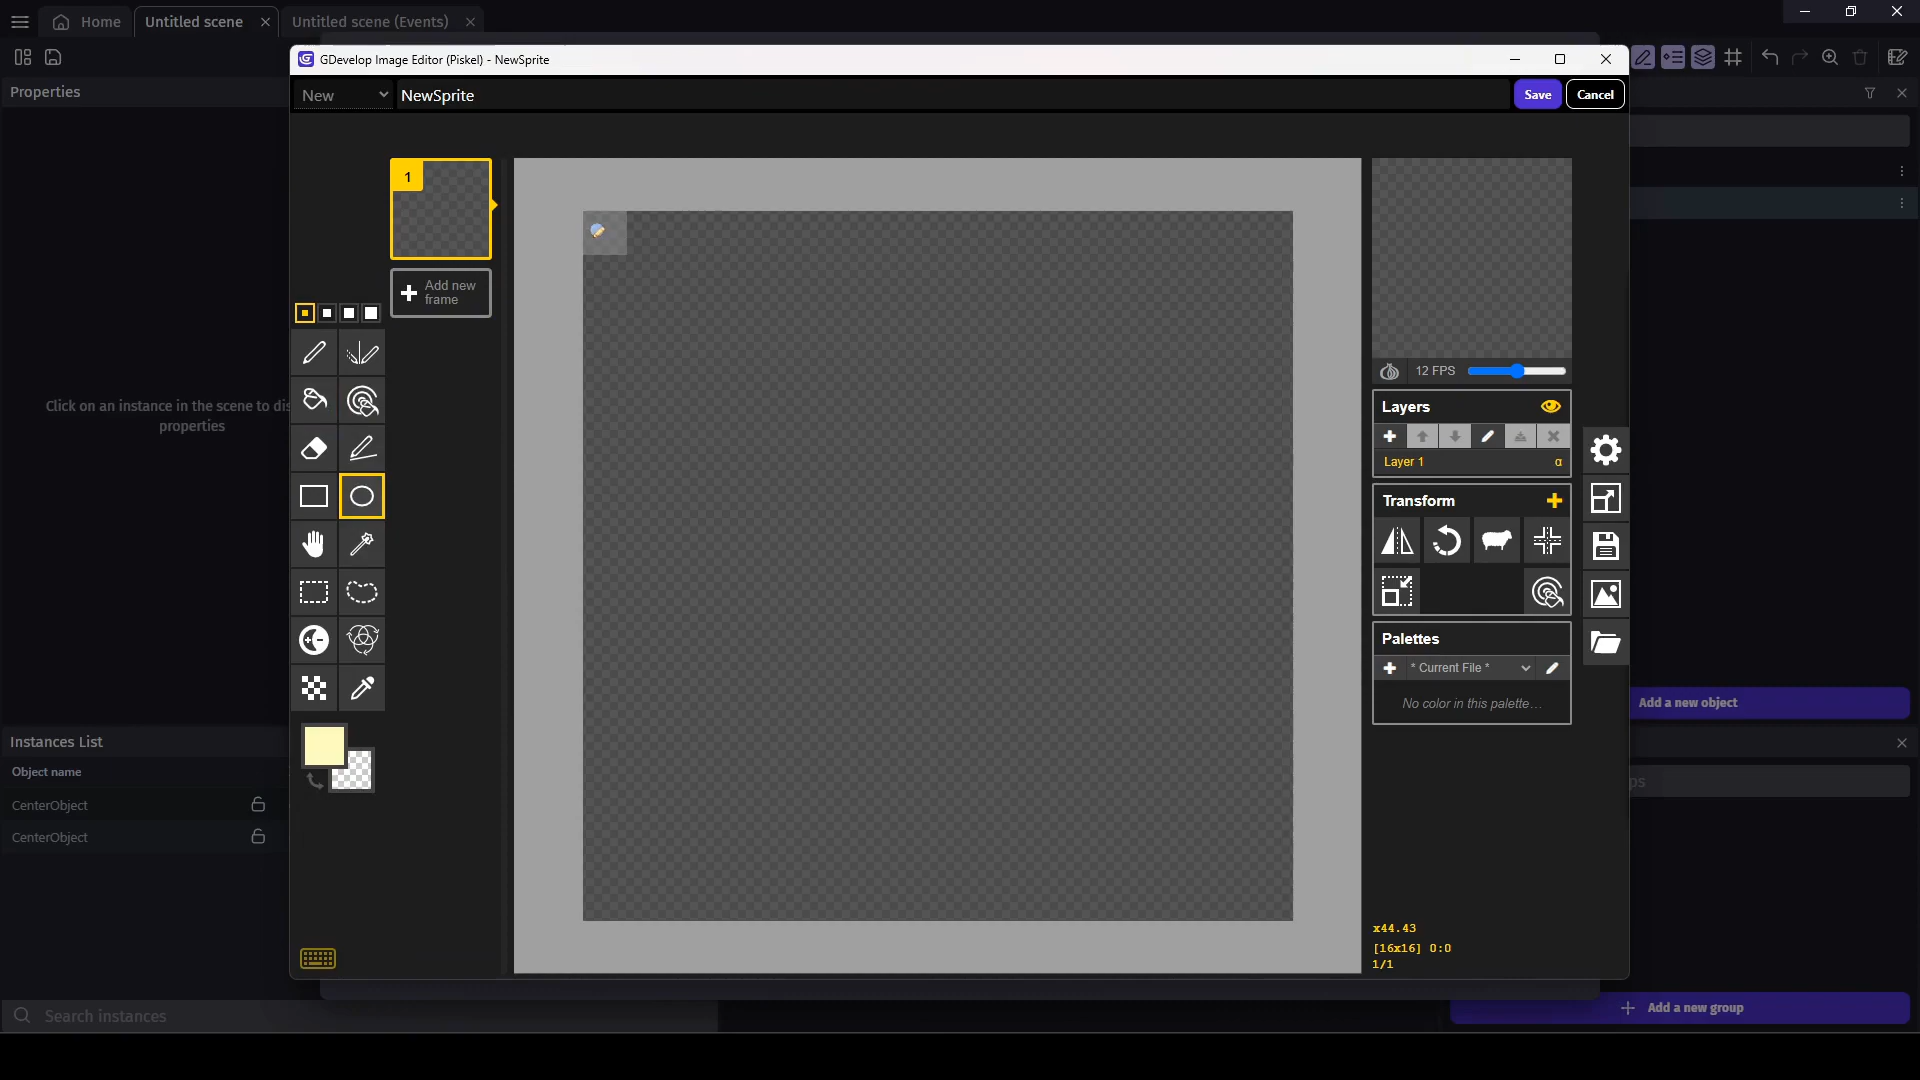 Home
Untitled scene
Untitled scene (Events)
GDevelop Image Editor (Piskel) - NewSprite
Properties
New
NewSprite
Save
Cancel
1
Add new
frame
12 FPS
Layers
Layer 1
α
Click on an instance in the scene to dis
properties
Transform
Palettes
* Current File *
No color in this palette...
Add a new object
Instances List
Object name
ps
CenterObject
CenterObject
x44.43
[16x16] 0:0
1/1
Search instances
Add a new group